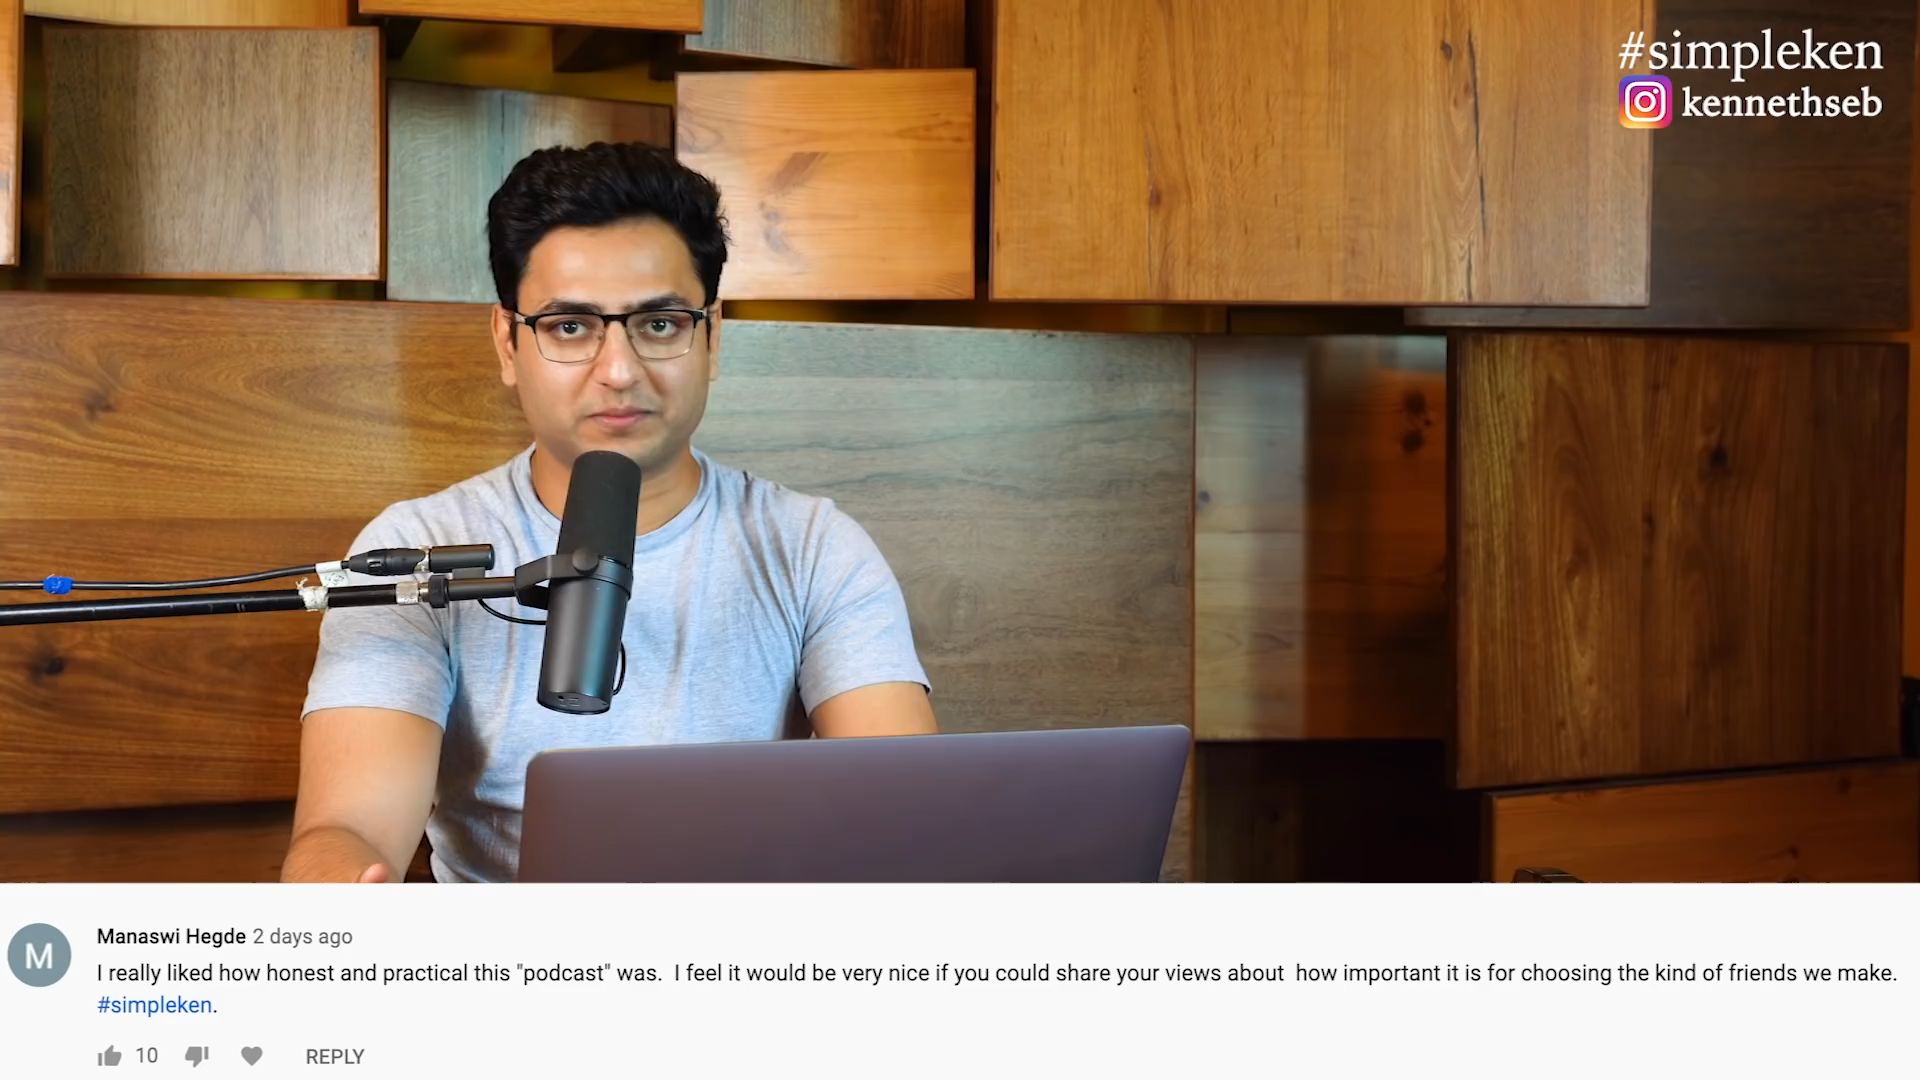 #simpleken
kennethseb
M
Manaswi Hegde 2 days ago
I really liked how honest and practical this "podcast" was.  I feel it would be very nice if you could share your views about  how important it is for choosing the kind of friends we make.
#simpleken.
10
REPLY